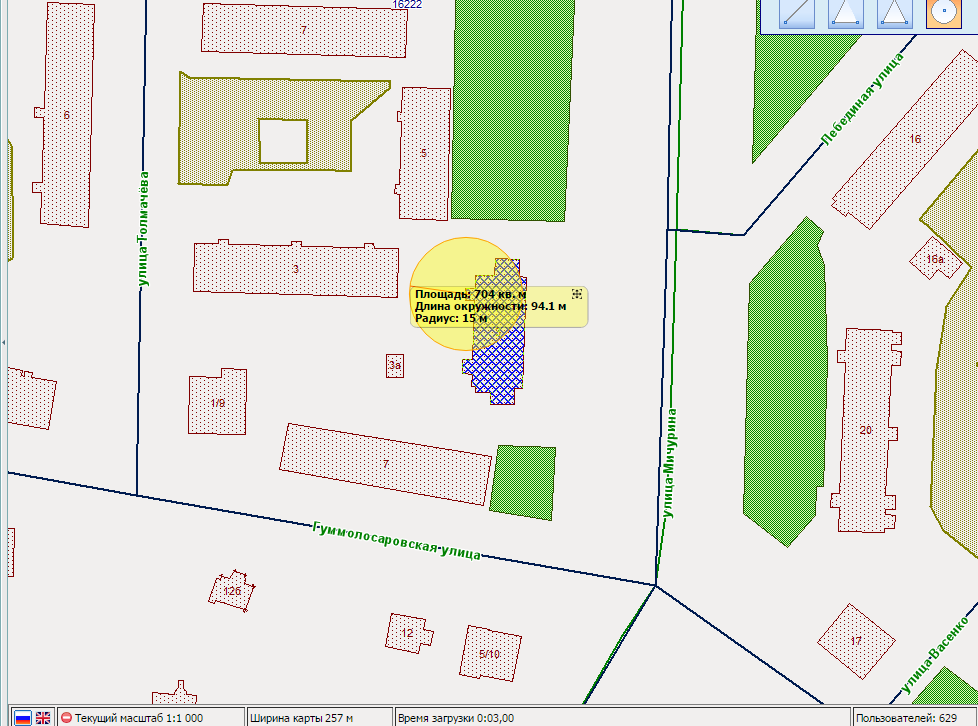 16222
7
6
5
16
Лебединая улица
улица Толмачёва
3
16а
Площадь: 704 кв. м
Длина окружности: 94.1 м
Радиус: 15 м
3а
1/9
20
улица Мичурина
7
Гуммолосаровская улица
12б
12
5/10
17
улица Васенко
Текущий масштаб 1:1 000
Ширина карты 257 м
Время загрузки 0:03,00
Пользователей: 629